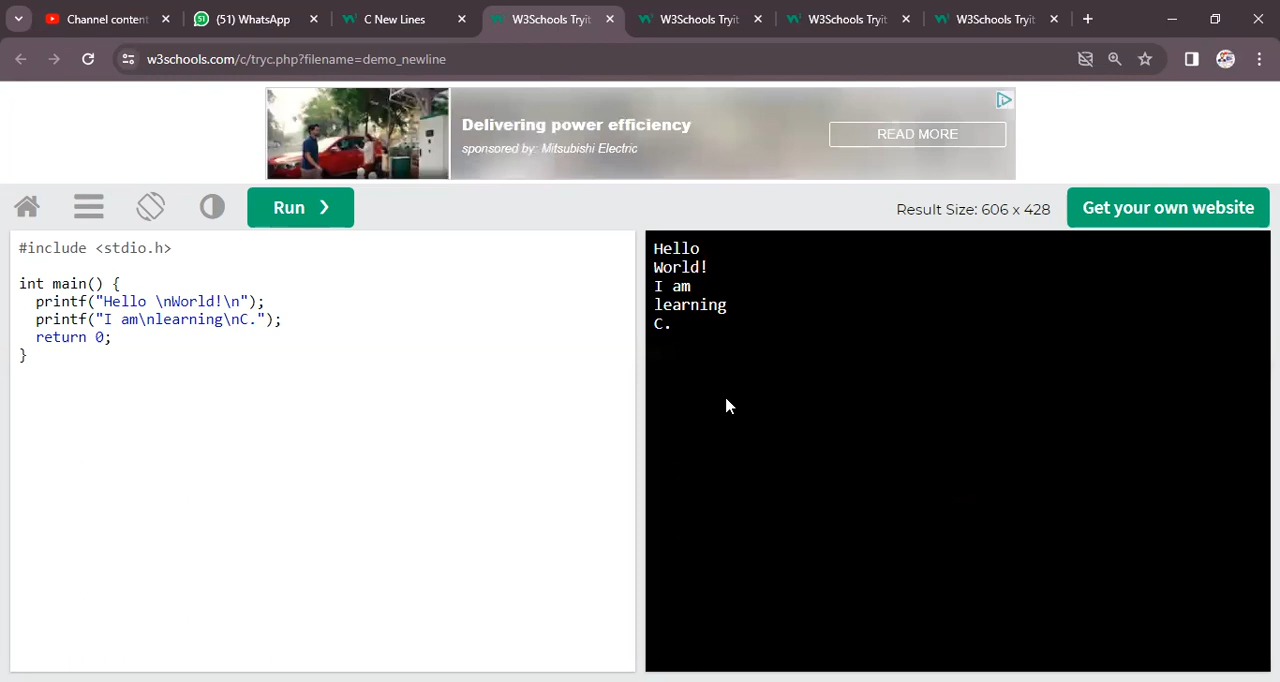 Channel content
(51) WhatsApp
C New Lines
W3Schools Tryit
W3Schools Tryit
W3Schools Tryit
W3Schools Tryit
w3schools.com/c/tryc.php?filename=demo_newline
Delivering power efficiency
sponsored by: Mitsubishi Electric
READ MORE
Run ❯
Result Size: 606 x 428
Get your own website
#include <stdio.h>
int main() {
  printf("Hello \nWorld!\n");
  printf("I am\nlearning\nC.");
  return 0;
}
Hello
World!
I am
learning
C.